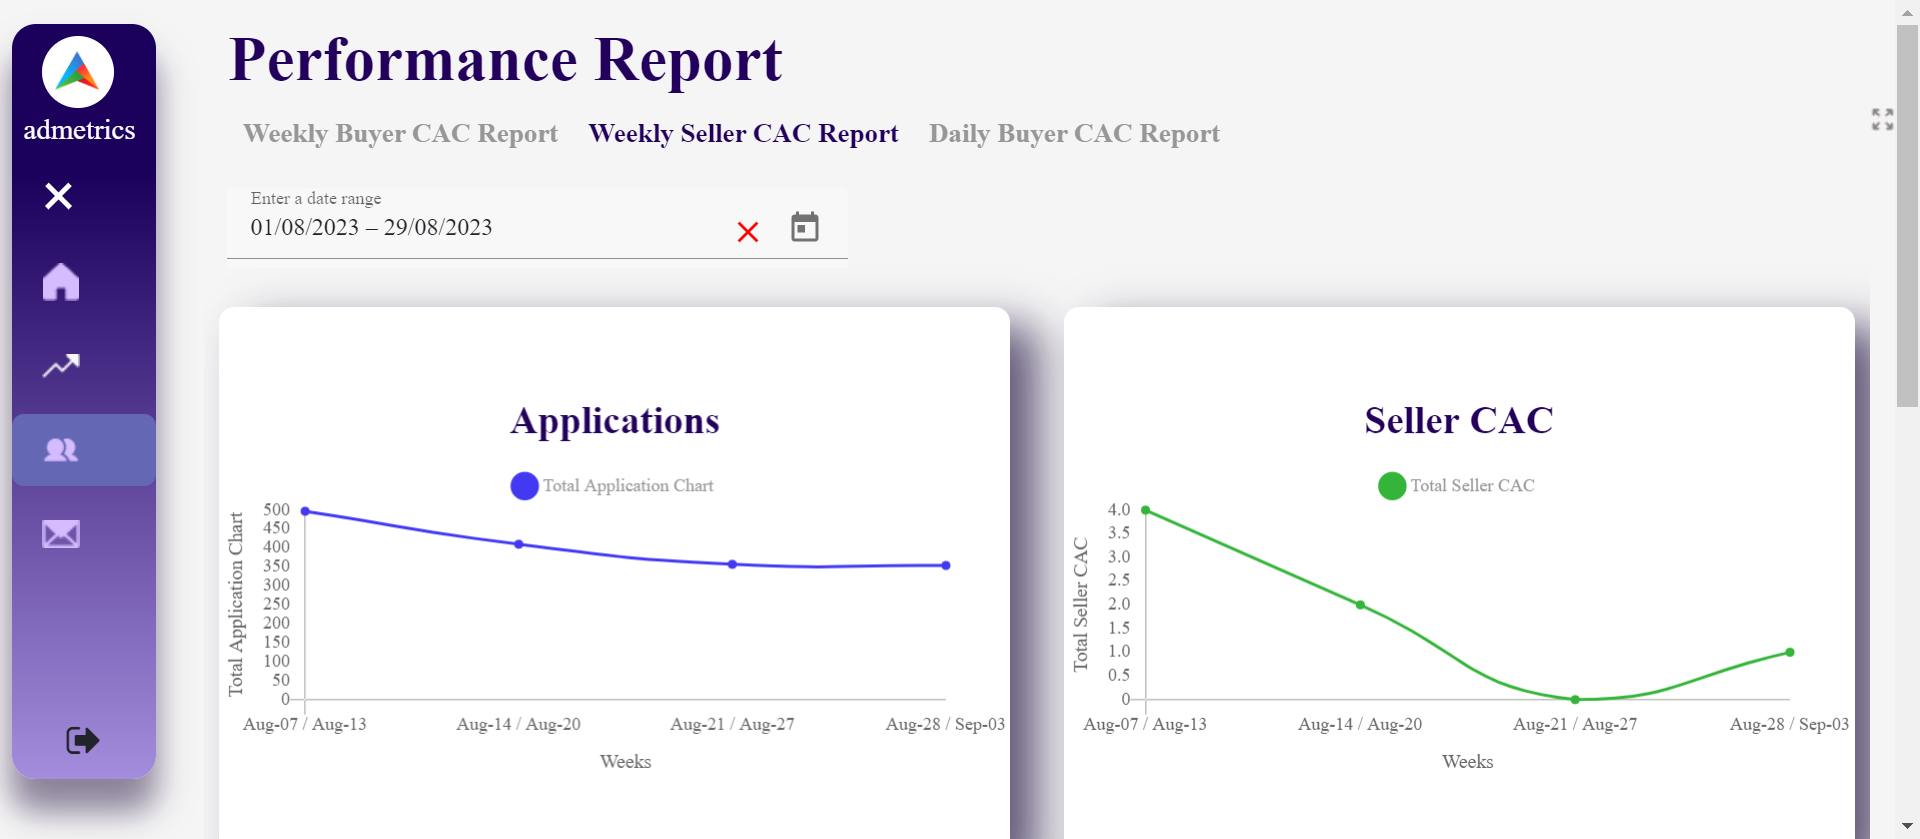 admetrics
Performance Report
Weekly Buyer CAC Report Weekly Seller CAC Report Daily Buyer CAC Report
Enter a date range
01/08/2023 – 29/08/2023
Applications
Total Application Chart
Total Application Chart
500
450
400
350
300
250
200
150
100
50
0
Aug-07 / Aug-13 Aug-14 / Aug-20 Aug-21 / Aug-27 Aug-28 / Sep-03
Weeks
Seller CAC
Total Seller CAC
Total Seller CAC
4.0
3.5
3.0
2.5
2.0
1.5
1.0
0.5
0
Aug-07 / Aug-13 Aug-14 / Aug-20 Aug-21 / Aug-27 Aug-28 / Sep-03
Weeks